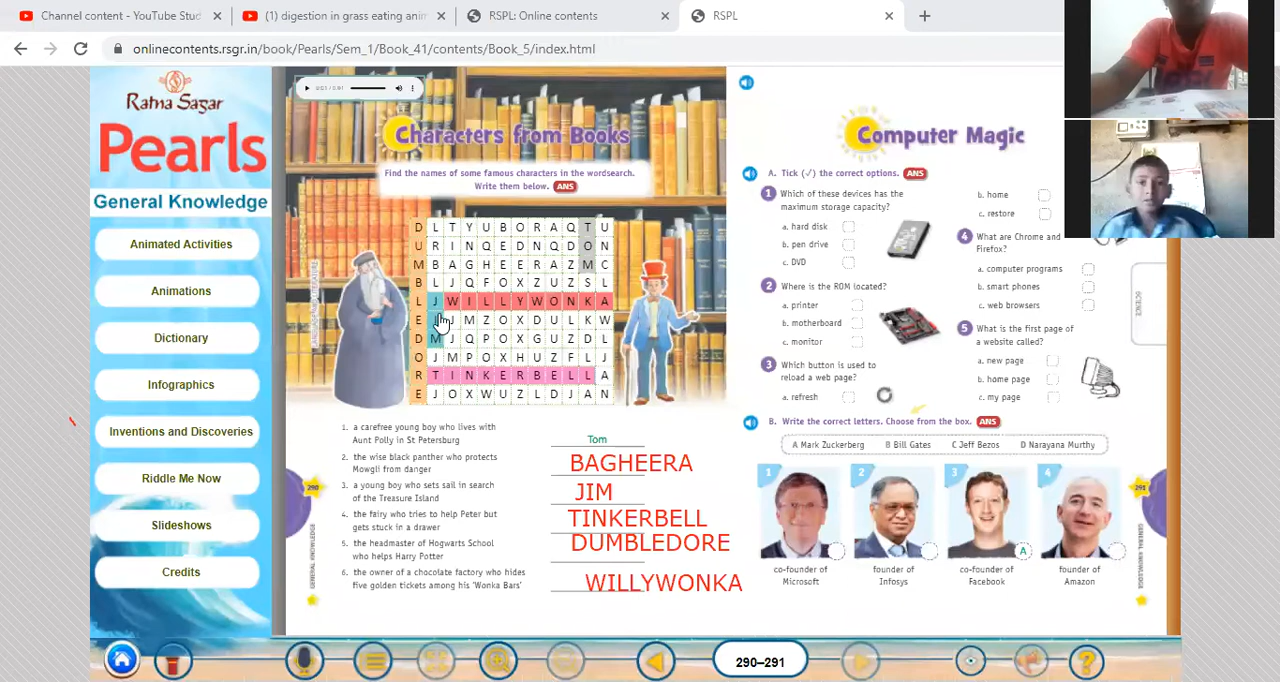 Channel content - YouTube Stud
(1) digestion in grass eating anim
RSPL: Online contents
RSPL
onlinecontents.rsgr.in/book/Pearls/Sem_1/Book_41/contents/Book_5/index.html
Ratna Sagar
Pearls
General Knowledge
Animated Activities
Animations
Dictionary
Infographics
Inventions and Discoveries
Riddle Me Now
Slideshows
Credits
Characters from Books
Find the names of some famous characters in the wordsearch.
Write them below. ANS
D L T Y U B O R A Q T U
U R I N Q E D N Q D O N
M B A G H E E R A Z M C
B L J Q F O X Z U Z S L
L J W I L L Y W O N K A
E I J M Z O X D U L K W
D M J Q P O X G U Z D L
O J M P O X H U Z F L J
R T I N K E R B E L L A
E J O X W U Z L D J A N
1. a carefree young boy who lives with
Aunt Polly in St Petersburg
Tom
2. the wise black panther who protects
Mowgli from danger
BAGHEERA
3. a young boy who sets sail in search
of the Treasure Island
JIM
4. the fairy who tries to help Peter but
gets stuck in a drawer
TINKERBELL
5. the headmaster of Hogwarts School
who helps Harry Potter
DUMBLEDORE
6. the owner of a chocolate factory who hides
five golden tickets among his 'Wonka Bars'
WILLYWONKA
290
GENERAL KNOWLEDGE
Computer Magic
A. Tick (✓) the correct options. ANS
1 Which of these devices has the
maximum storage capacity?
a. hard disk
b. pen drive
c. DVD
2 Where is the ROM located?
a. printer
b. motherboard
c. monitor
3 Which button is used to
reload a web page?
a. refresh
b. home
c. restore
4 What are Chrome and
Firefox?
a. computer programs
b. smart phones
c. web browsers
5 What is the first page of
a website called?
a. new page
b. home page
c. my page
SCIENCE
B. Write the correct letters. Choose from the box. ANS
A Mark Zuckerberg B Bill Gates C Jeff Bezos D Narayana Murthy
1
2
3
4
A
co-founder of
Microsoft
founder of
Infosys
co-founder of
Facebook
founder of
Amazon
291
GENERAL KNOWLEDGE
290–291